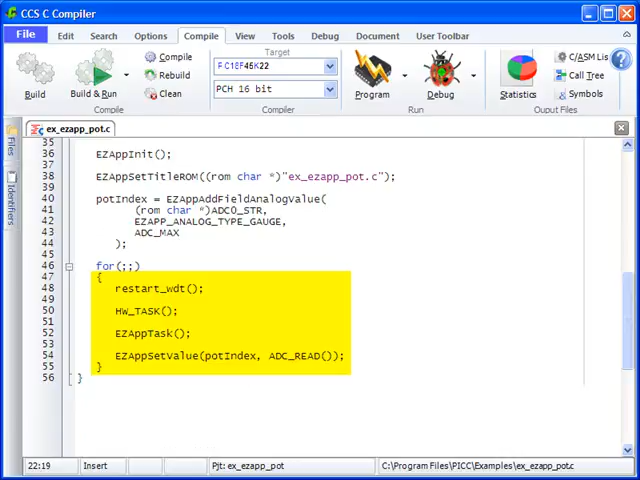 CCS C Compiler
File Edit Search Options Compile View Tools Debug Document User Toolbar
Target
Compile PIC18F45K22 C/ASM Lis
Rebuild Call Tree
Clean PCH 16 bit Symbols
Build Build & Run Program Debug Statistics
Compile Compiler Run Ouput Files
ex_ezapp_pot.c
Files
Identifiers
35
36 EZAppInit();
37
38 EZAppSetTitleROM((rom char *)"ex_ezapp_pot.c");
39
40 potIndex = EZAppAddFieldAnalogValue(
41 (rom char *)ADC0_STR,
42 EZAPP_ANALOG_TYPE_GAUGE,
43 ADC_MAX
44 );
45
46 for(;;)
47 {
48 restart_wdt();
49
50 HW_TASK();
51
52 EZAppTask();
53
54 EZAppSetValue(potIndex, ADC_READ());
55 }
56 }
22:19 Insert Pjt: ex_ezapp_pot C:\Program Files\PICC\Examples\ex_ezapp_pot.c